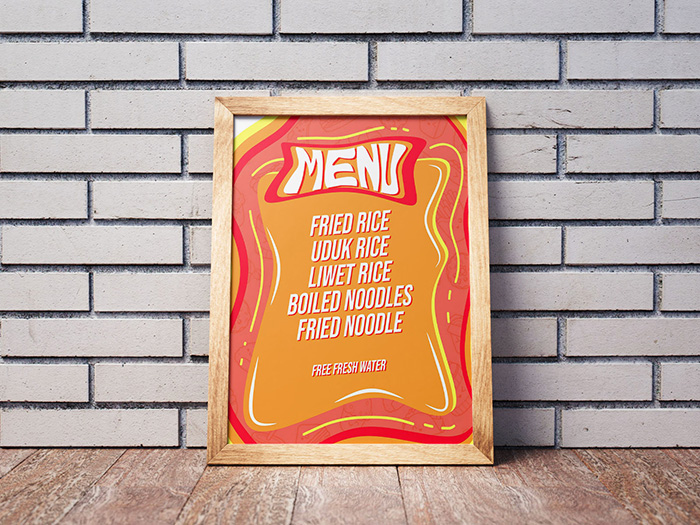 MENU
FRIED RICE
UDUK RICE
LIWET RICE
BOILED NOODLES
FRIED NOODLE
FREE FRESH WATER